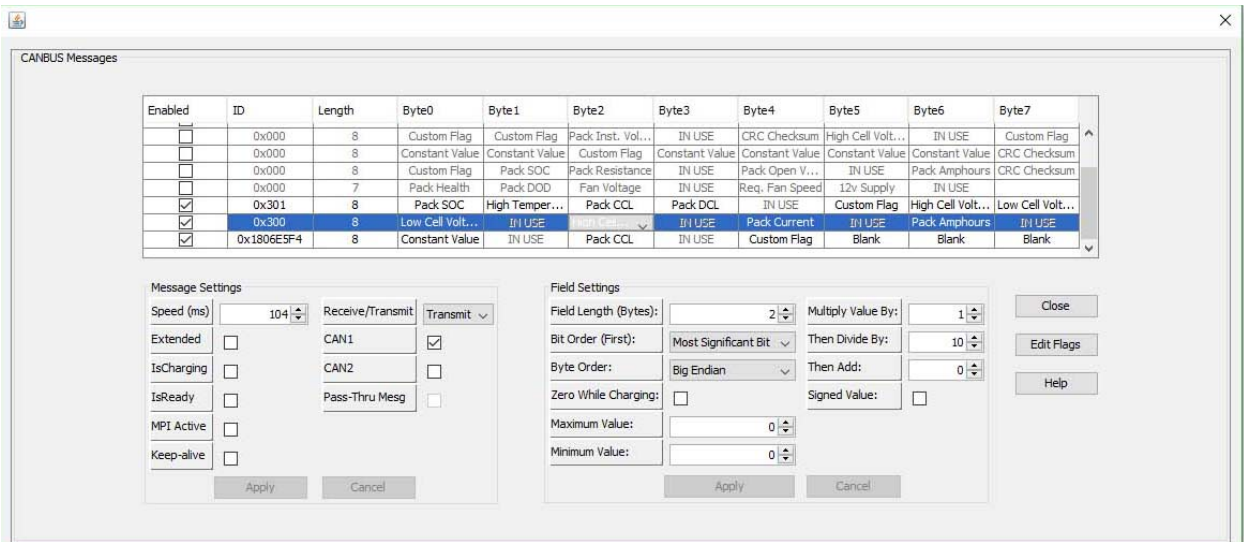 CANBUS Messages
Enabled ID Length Byte0 Byte1 Byte2 Byte3 Byte4 Byte5 Byte6 Byte7
0x000 8 Custom Flag Custom Flag Pack Inst. Vol... IN USE CRC Checksum High Cell Volt... IN USE Custom Flag
0x000 8 Constant Value Constant Value Custom Flag Constant Value Constant Value Constant Value Constant Value CRC Checksum
0x000 8 Custom Flag Pack SOC Pack Resistance IN USE Pack Open V... IN USE Pack Amphours CRC Checksum
0x000 7 Pack Health Pack DOD Fan Voltage IN USE Req. Fan Speed 12v Supply IN USE
0x301 8 Pack SOC High Temper... Pack CCL Pack DCL IN USE Custom Flag High Cell Volt... Low Cell Volt...
0x300 8 Low Cell Volt... IN USE IN USE Pack Current IN USE Pack Amphours IN USE
0x1806E5F4 8 Constant Value IN USE Pack CCL IN USE Custom Flag Blank Blank Blank
Message Settings
Speed (ms) 104 Receive/Transmit Transmit
Extended CAN1
IsCharging CAN2
IsReady Pass-Thru Mesg
MPI Active
Keep-alive
Apply Cancel
Field Settings
Field Length (Bytes): 2 Multiply Value By: 1
Bit Order (First): Most Significant Bit Then Divide By: 10
Byte Order: Big Endian Then Add: 0
Zero While Charging: Signed Value:
Maximum Value: 0
Minimum Value: 0
Apply Cancel
Close
Edit Flags
Help